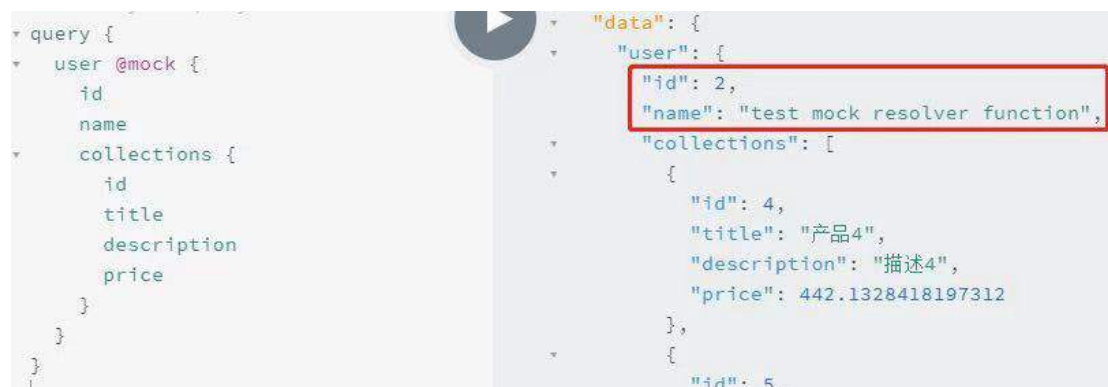 query {
user @mock {
id
name
collections {
id
title
description
price
}
}
}
"data": {
"user": {
"id": 2,
"name": "test mock resolver function",
"collections": [
{
"id": 4,
"title": "产品4",
"description": "描述4",
"price": 442.1328418197312
},
{
"id": 5,